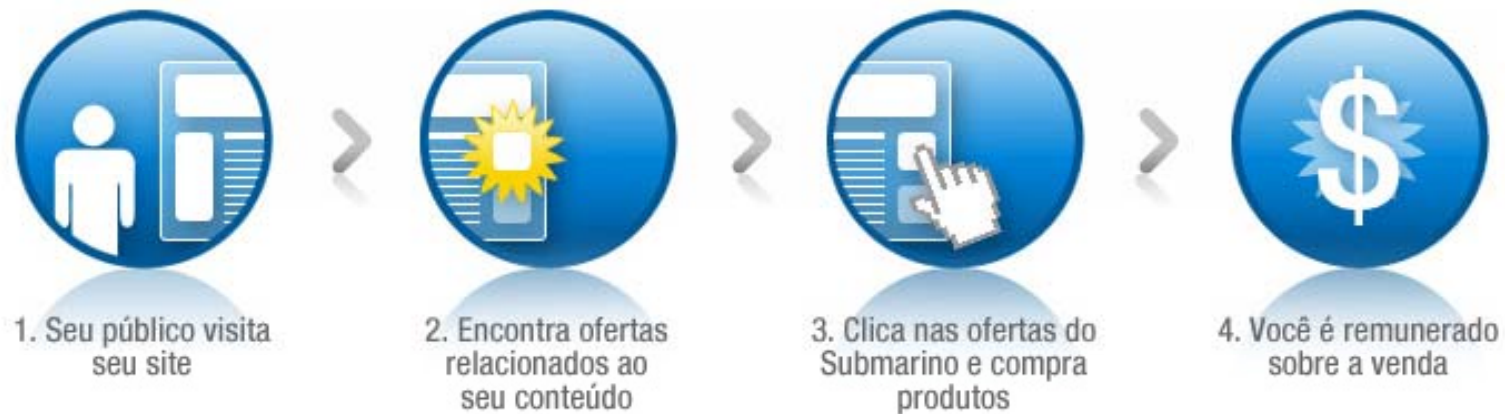 1. Seu público visita
seu site
2. Encontra ofertas
relacionados ao
seu conteúdo
3. Clica nas ofertas do
Submarino e compra
produtos
4. Você é remunerado
sobre a venda
$